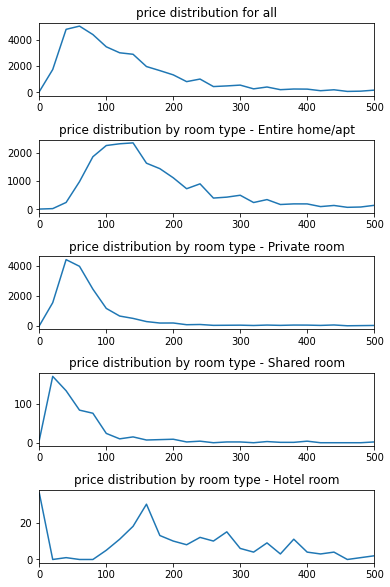 price distribution for all
4000
2000
0
0 100 200 300 400 500
price distribution by room type - Entire home/apt
2000
1000
0
0 100 200 300 400 500
price distribution by room type - Private room
4000
2000
0
0 100 200 300 400 500
price distribution by room type - Shared room
100
0
0 100 200 300 400 500
price distribution by room type - Hotel room
20
0
0 100 200 300 400 500